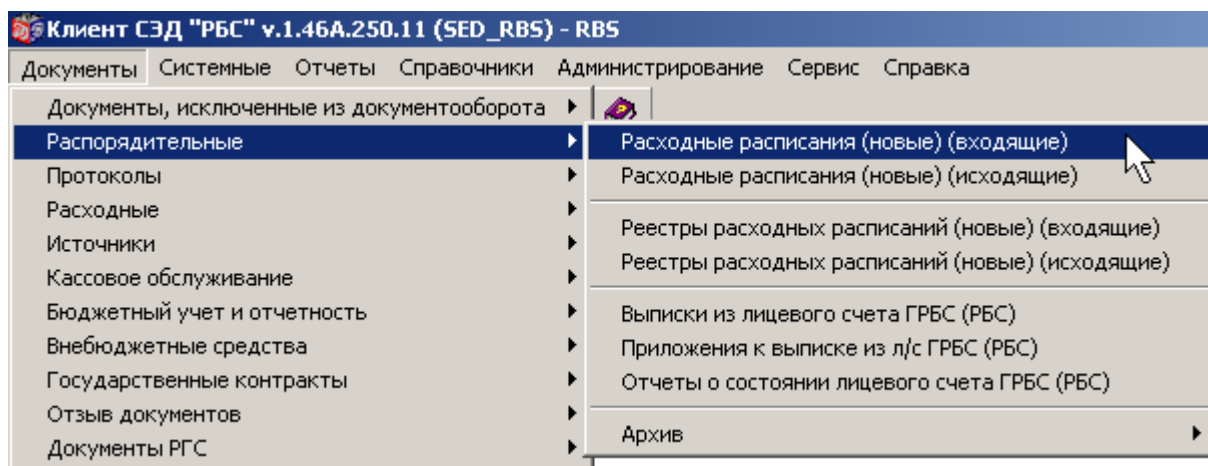 Клиент СЭД "РБС" v.1.46A.250.11 (SED_RBS) - RBS
Документы Системные Отчеты Справочники Администрирование Сервис Справка
Документы, исключенные из документооборота
Распорядительные
Протоколы
Расходные
Источники
Кассовое обслуживание
Бюджетный учет и отчетность
Внебюджетные средства
Государственные контракты
Отзыв документов
Документы РГС
Расходные расписания (новые) (входящие)
Расходные расписания (новые) (исходящие)
Реестры расходных расписаний (новые) (входящие)
Реестры расходных расписаний (новые) (исходящие)
Выписки из лицевого счета ГРБС (РБС)
Приложения к выписке из л/с ГРБС (РБС)
Отчеты о состоянии лицевого счета ГРБС (РБС)
Архив